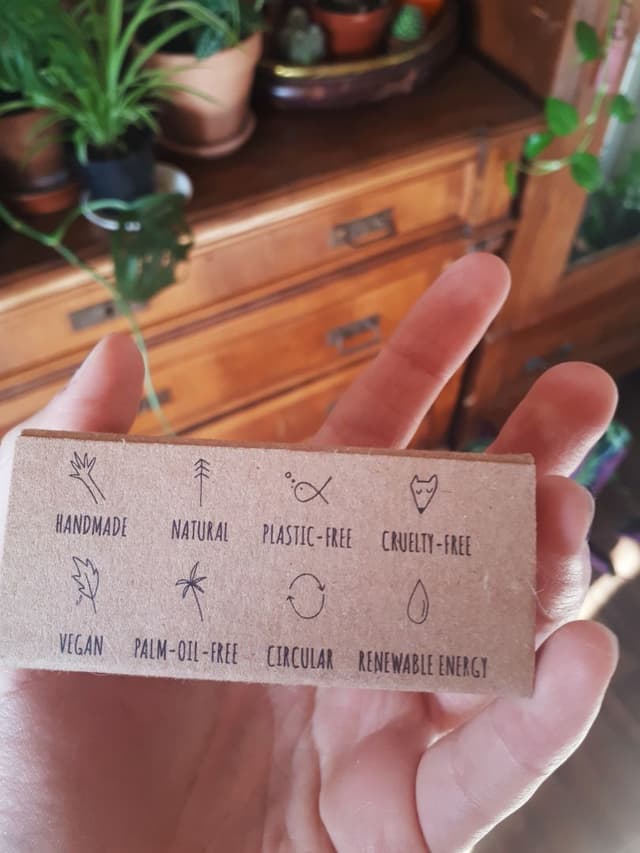 HANDMADE NATURAL PLASTIC-FREE CRUELTY-FREE
VEGAN PALM-OIL-FREE CIRCULAR RENEWABLE ENERGY